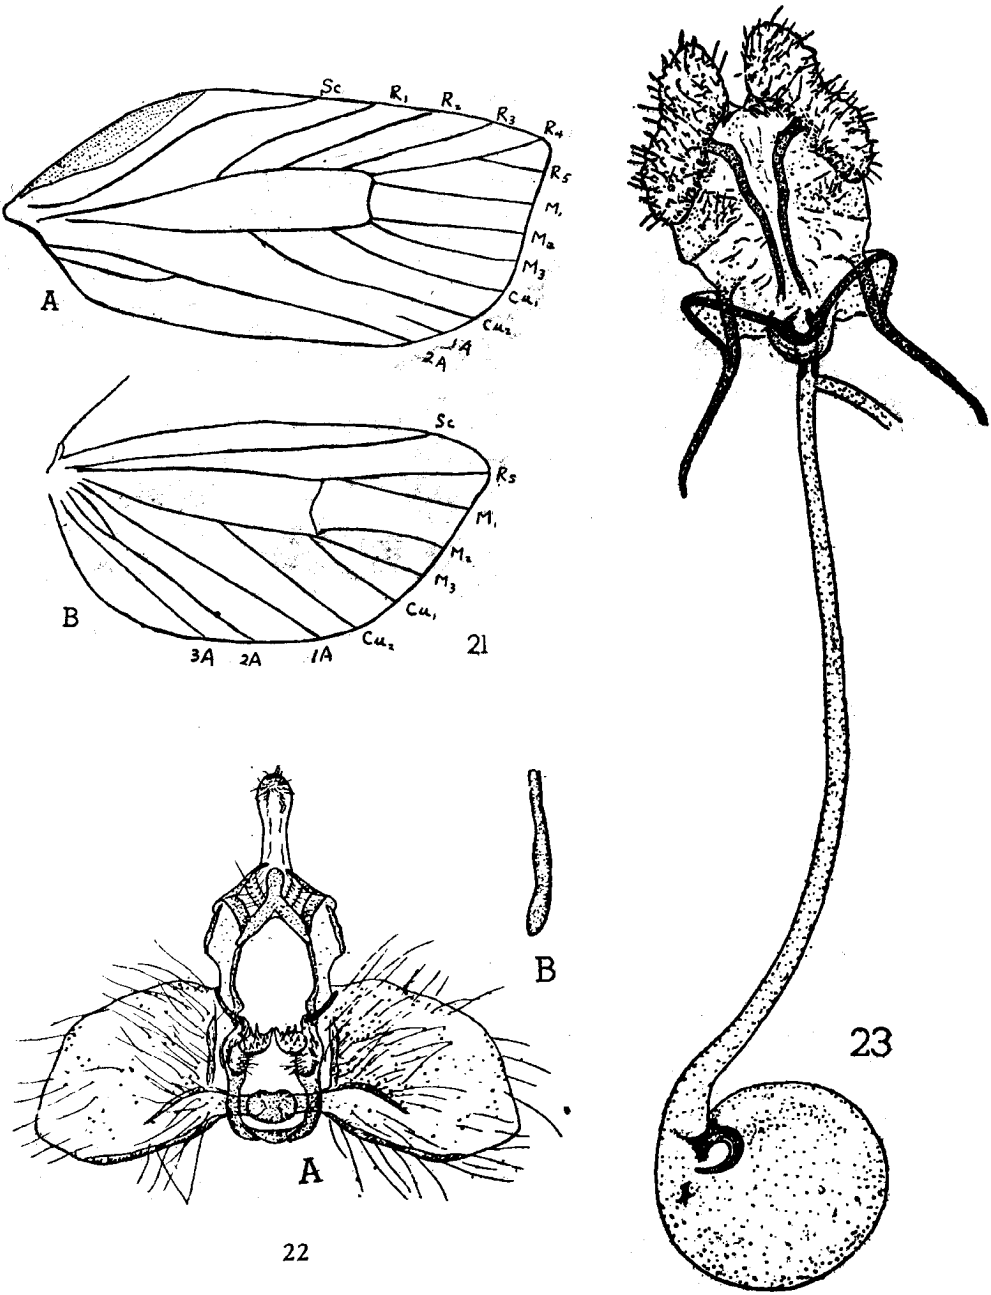 Sc
R₁
R₂
R₃
R₄
R₅
M₁
M₂
M₃
Cu₁
Cu₂
1A
2A
A
Sc
Rs
M₁
M₂
M₃
Cu₁
Cu₂
1A
2A
3A
B
21
A
B
22
23